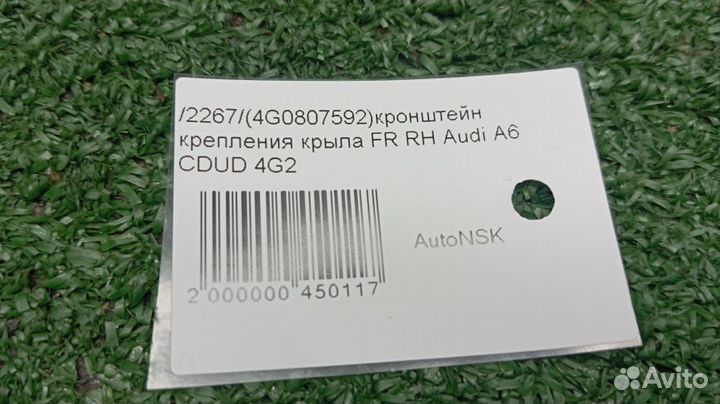 /2267/(4G0807592)кронштейн
крепления крыла FR RH Audi A6
CDUD 4G2
AutoNSK
2 000000 450117
Avito